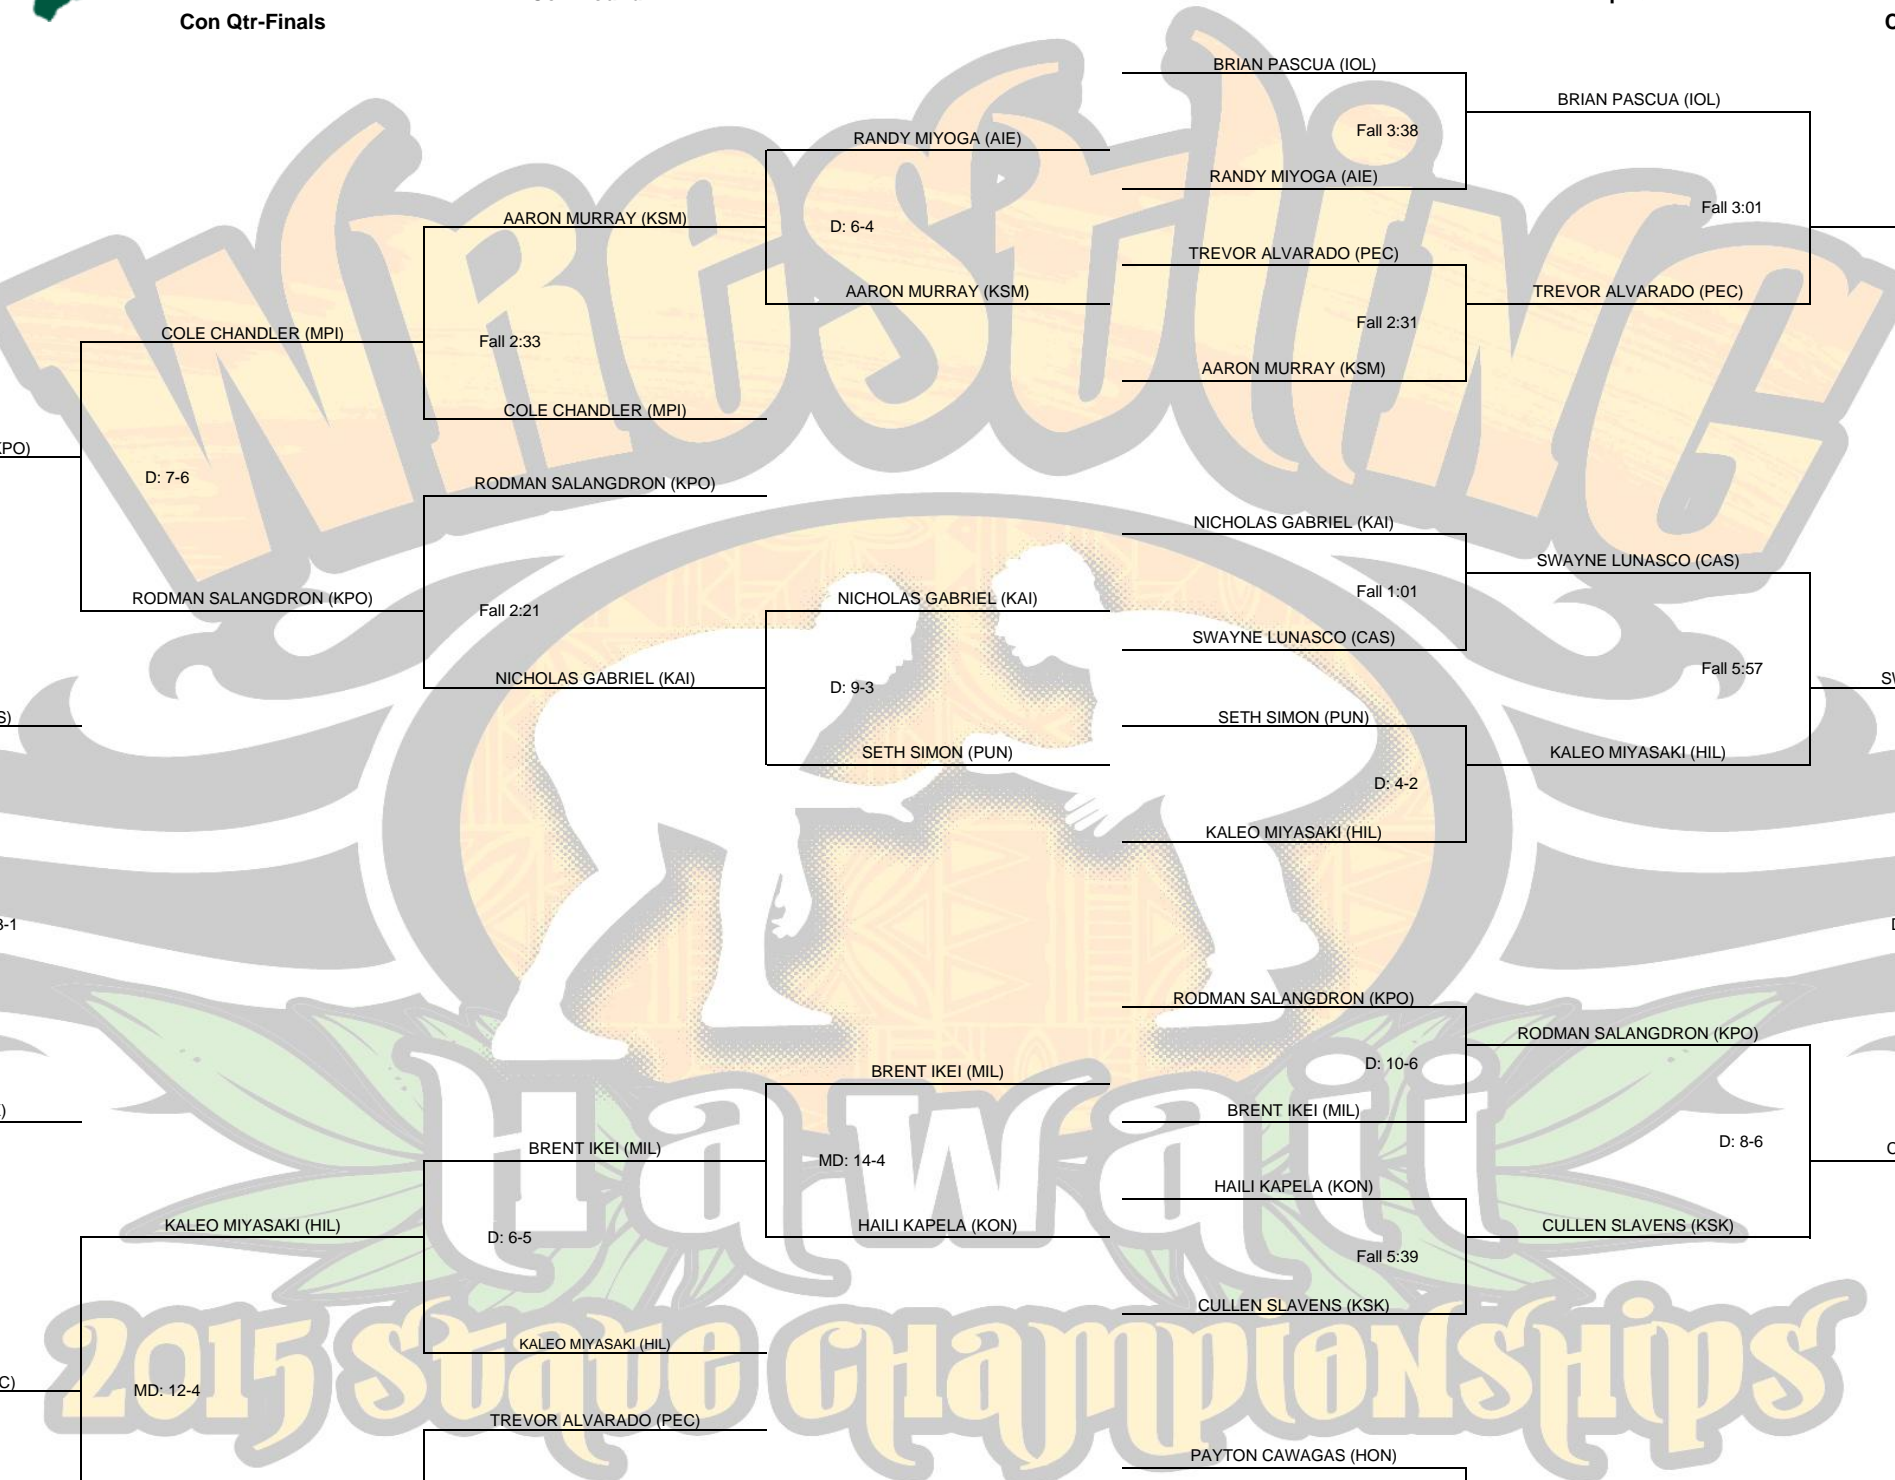 Con Qtr-Finals
BRIAN PASCUA (IOL)
BRIAN PASCUA (IOL)
Fall 3:38
RANDY MIYOGA (AIE)
RANDY MIYOGA (AIE)
Fall 3:01
AARON MURRAY (KSM)
D: 6-4
TREVOR ALVARADO (PEC)
AARON MURRAY (KSM)
TREVOR ALVARADO (PEC)
Fall 2:31
COLE CHANDLER (MPI)
Fall 2:33
AARON MURRAY (KSM)
COLE CHANDLER (MPI)
D: 7-6
RODMAN SALANGDRON (KPO)
NICHOLAS GABRIEL (KAI)
SWAYNE LUNASCO (CAS)
Fall 1:01
RODMAN SALANGDRON (KPO)
Fall 2:21
NICHOLAS GABRIEL (KAI)
SWAYNE LUNASCO (CAS)
Fall 5:57
NICHOLAS GABRIEL (KAI)
D: 9-3
SETH SIMON (PUN)
SETH SIMON (PUN)
KALEO MIYASAKI (HIL)
D: 4-2
KALEO MIYASAKI (HIL)
RODMAN SALANGDRON (KPO)
RODMAN SALANGDRON (KPO)
D: 10-6
BRENT IKEI (MIL)
BRENT IKEI (MIL)
D: 8-6
BRENT IKEI (MIL)
MD: 14-4
HAILI KAPELA (KON)
KALEO MIYASAKI (HIL)
D: 6-5
HAILI KAPELA (KON)
CULLEN SLAVENS (KSK)
Fall 5:39
CULLEN SLAVENS (KSK)
KALEO MIYASAKI (HIL)
MD: 12-4
TREVOR ALVARADO (PEC)
PAYTON CAWAGAS (HON)
WRESTLING
Hawaii
2015 State Championships